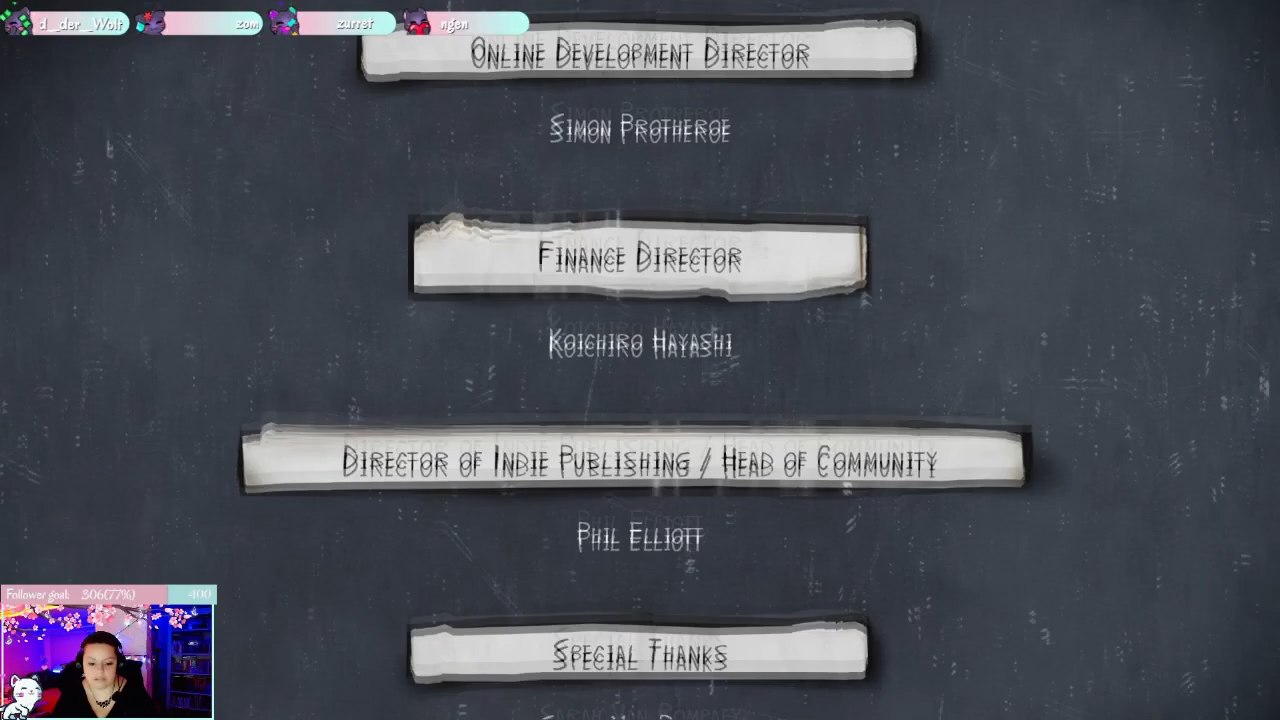 d__der__Wolf zom zurret ngen
Online Development Director
Simon Protheroe
Finance Director
Koichiro Hayashi
Director of Indie Publishing / Head of Community
Phil Elliott
Follower goal: 306(77%) 400
Special Thanks